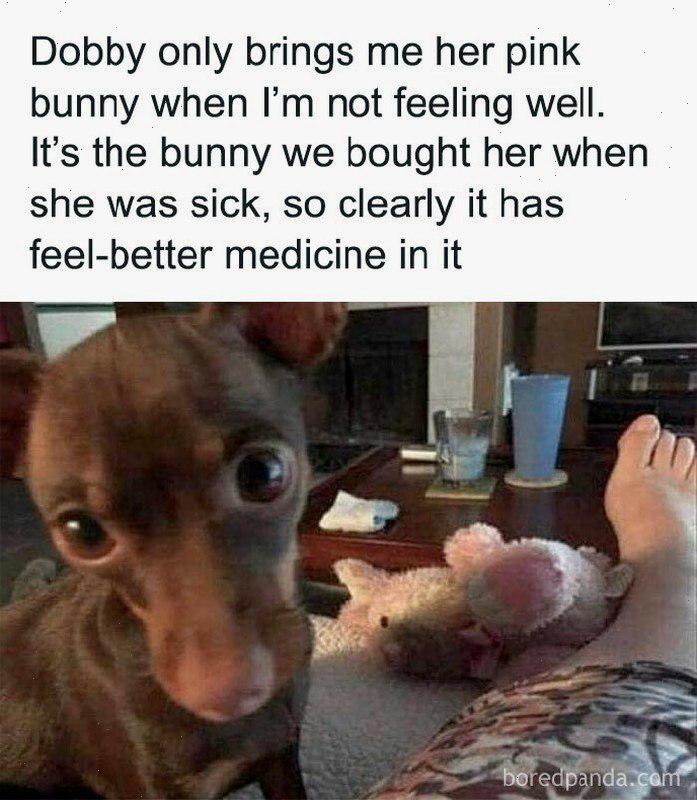 Dobby only brings me her pink
bunny when I'm not feeling well.
It's the bunny we bought her when
she was sick, so clearly it has
feel-better medicine in it
boredpanda.com